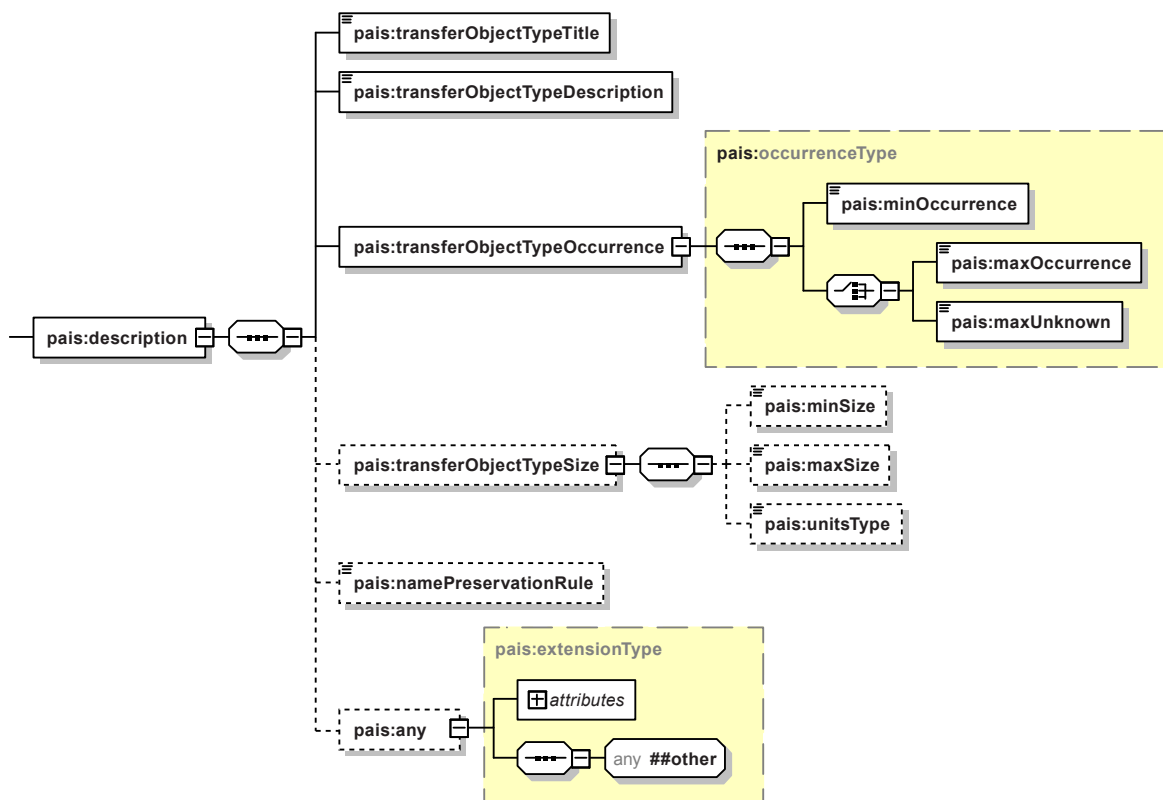 pais:transferObjectTypeTitle
pais:transferObjectTypeDescription
pais:occurrenceType
pais:minOccurrence
pais:transferObjectTypeOccurrence
pais:maxOccurrence
pais:maxUnknown
pais:description
pais:minSize
pais:transferObjectTypeSize
pais:maxSize
pais:unitsType
pais:namePreservationRule
pais:extensionType
attributes
pais:any
any ##other